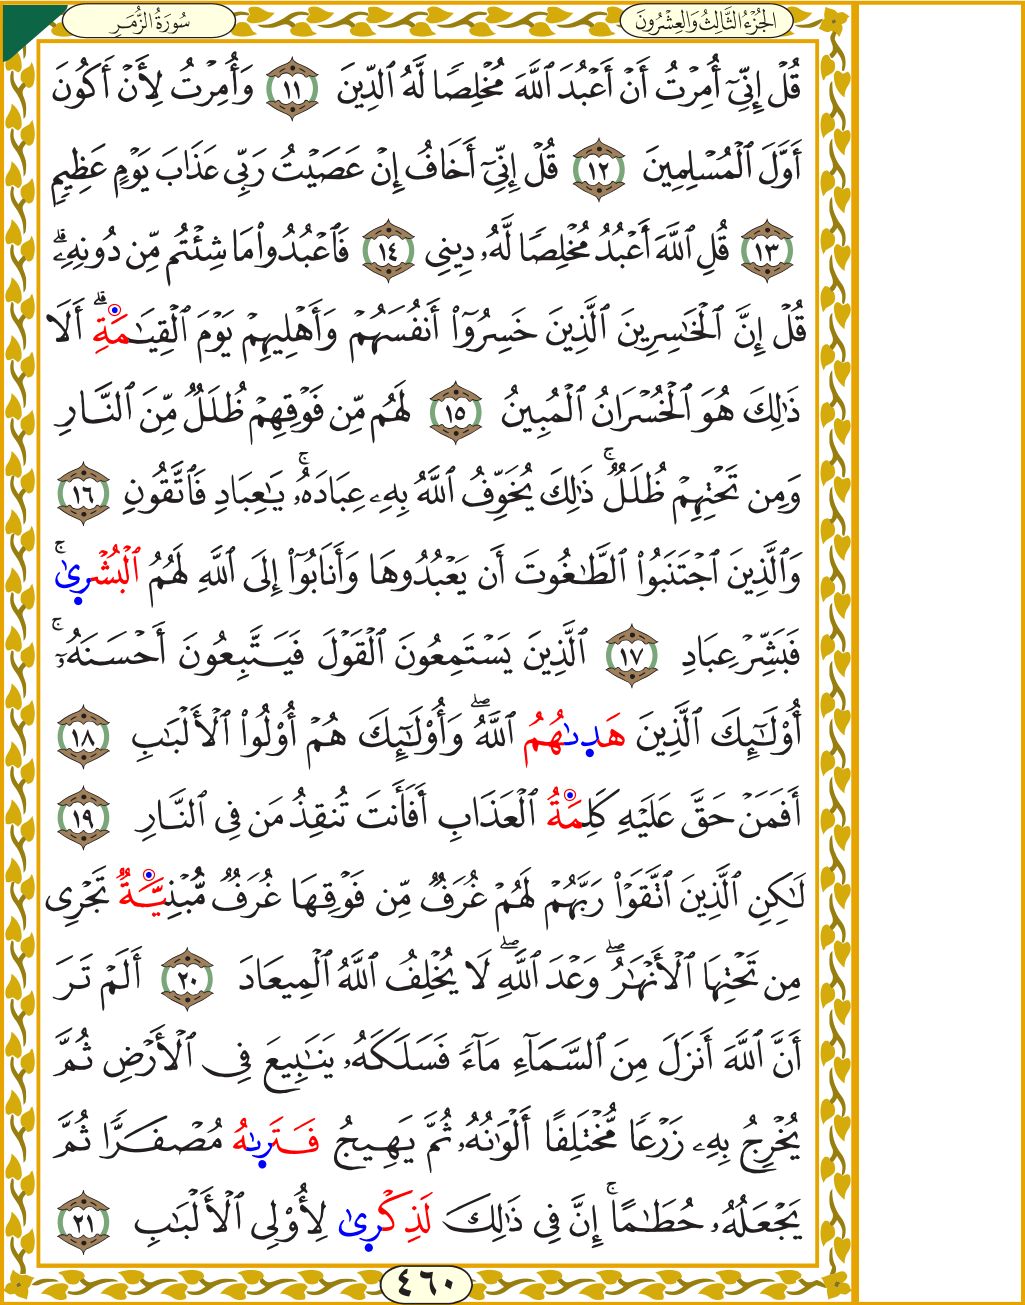 سُورَةُ الزُّمَرِ
الجُزْءُ الثَّالِثُ وَالعِشْرُونَ
قُلْ إِنِّىٓ أُمِرْتُ أَنْ أَعْبُدَ ٱللَّهَ مُخْلِصًا لَّهُ ٱلدِّينَ ١١ وَأُمِرْتُ لِأَنْ أَكُونَ
أَوَّلَ ٱلْمُسْلِمِينَ ١٢ قُلْ إِنِّىٓ أَخَافُ إِنْ عَصَيْتُ رَبِّى عَذَابَ يَوْمٍ عَظِيمٍ
١٣ قُلِ ٱللَّهَ أَعْبُدُ مُخْلِصًا لَّهُۥ دِينِى ١٤ فَٱعْبُدُوا۟ مَا شِئْتُم مِّن دُونِهِۦۗ
قُلْ إِنَّ ٱلْخَـٰسِرِينَ ٱلَّذِينَ خَسِرُوٓا۟ أَنفُسَهُمْ وَأَهْلِيهِمْ يَوْمَ ٱلْقِيَـٰمَةِۗ أَلَا
ذَٰلِكَ هُوَ ٱلْخُسْرَانُ ٱلْمُبِينُ ١٥ لَهُم مِّن فَوْقِهِمْ ظُلَلٌ مِّنَ ٱلنَّارِ
وَمِن تَحْتِهِمْ ظُلَلٌۚ ذَٰلِكَ يُخَوِّفُ ٱللَّهُ بِهِۦ عِبَادَهُۥۚ يَـٰعِبَادِ فَٱتَّقُونِ ١٦
وَٱلَّذِينَ ٱجْتَنَبُوا۟ ٱلطَّـٰغُوتَ أَن يَعْبُدُوهَا وَأَنَابُوٓا۟ إِلَى ٱللَّهِ لَهُمُ ٱلْبُشْرَىٰۚ
فَبَشِّرْ عِبَادِ ١٧ ٱلَّذِينَ يَسْتَمِعُونَ ٱلْقَوْلَ فَيَتَّبِعُونَ أَحْسَنَهُۥٓۚ
أُو۟لَـٰٓئِكَ ٱلَّذِينَ هَدَىٰهُمُ ٱللَّهُۖ وَأُو۟لَـٰٓئِكَ هُمْ أُو۟لُوا۟ ٱلْأَلْبَـٰبِ ١٨
أَفَمَنْ حَقَّ عَلَيْهِ كَلِمَةُ ٱلْعَذَابِ أَفَأَنتَ تُنقِذُ مَن فِى ٱلنَّارِ ١٩
لَـٰكِنِ ٱلَّذِينَ ٱتَّقَوْا۟ رَبَّهُمْ لَهُمْ غُرَفٌ مِّن فَوْقِهَا غُرَفٌ مَّبْنِيَّةٌ تَجْرِى
مِن تَحْتِهَا ٱلْأَنْهَـٰرُۖ وَعْدَ ٱللَّهِۖ لَا يُخْلِفُ ٱللَّهُ ٱلْمِيعَادَ ٢٠ أَلَمْ تَرَ
أَنَّ ٱللَّهَ أَنزَلَ مِنَ ٱلسَّمَآءِ مَآءً فَسَلَكَهُۥ يَنَـٰبِيعَ فِى ٱلْأَرْضِ ثُمَّ
يُخْرِجُ بِهِۦ زَرْعًا مُّخْتَلِفًا أَلْوَٰنُهُۥ ثُمَّ يَهِيجُ فَتَرَىٰهُ مُصْفَرًّا ثُمَّ
يَجْعَلُهُۥ حُطَـٰمًاۚ إِنَّ فِى ذَٰلِكَ لَذِكْرَىٰ لِأُو۟لِى ٱلْأَلْبَـٰبِ ٢١
٤٦٠